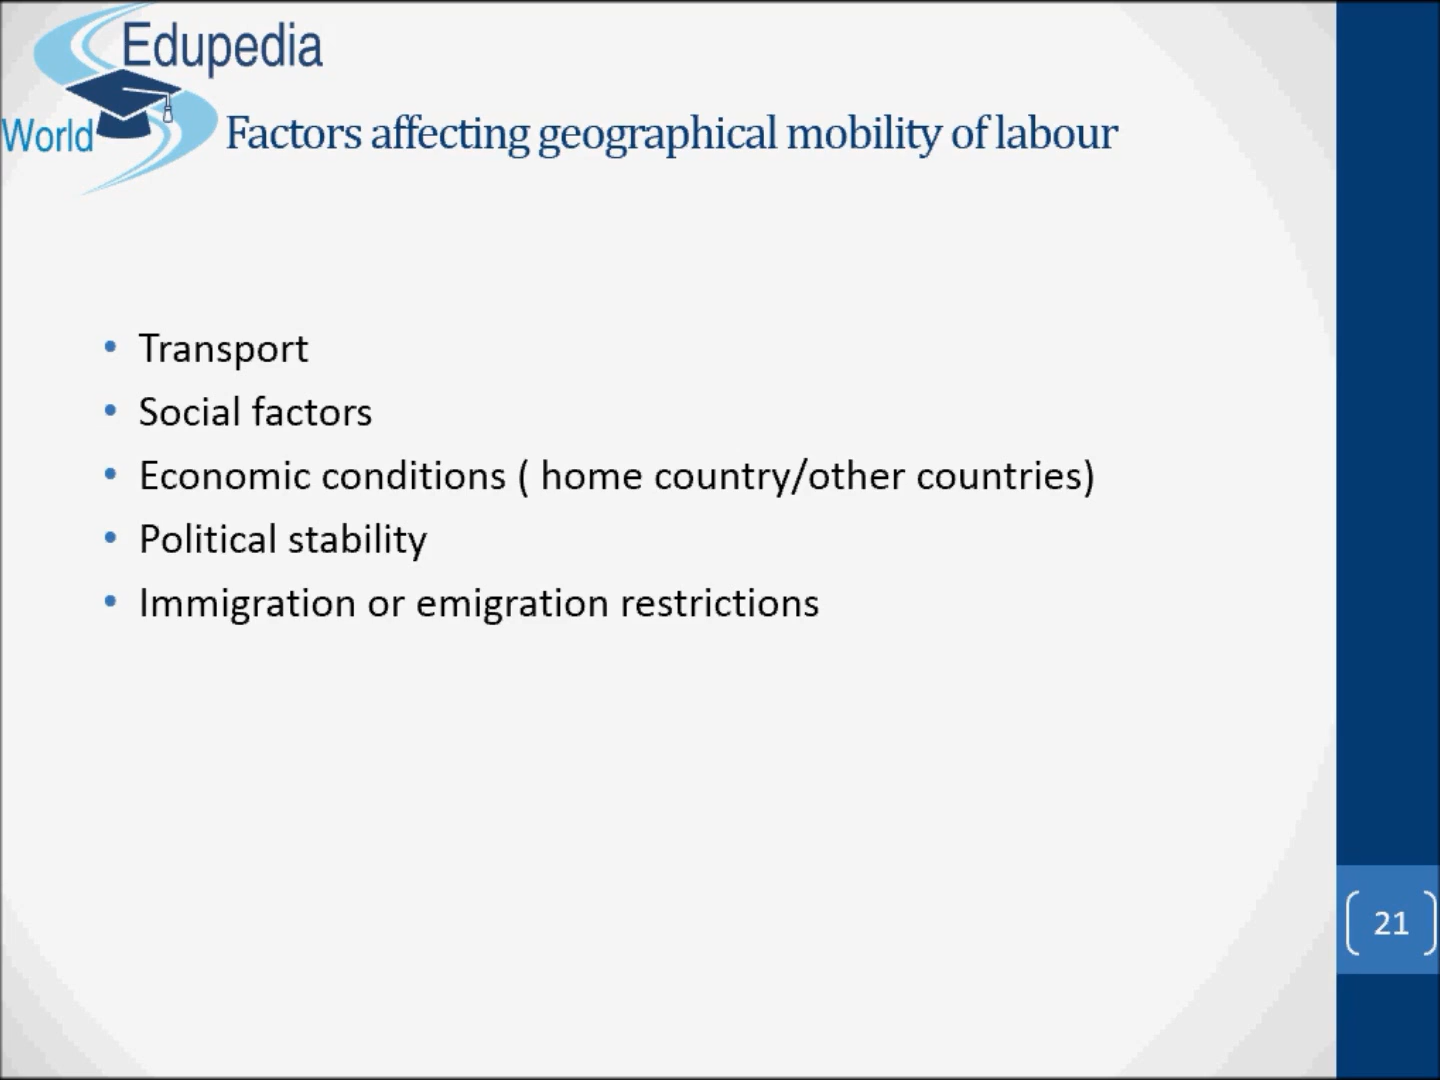 Edupedia
World
Factors affecting geographical mobility of labour
• Transport
• Social factors
• Economic conditions ( home country/other countries)
• Political stability
• Immigration or emigration restrictions
21